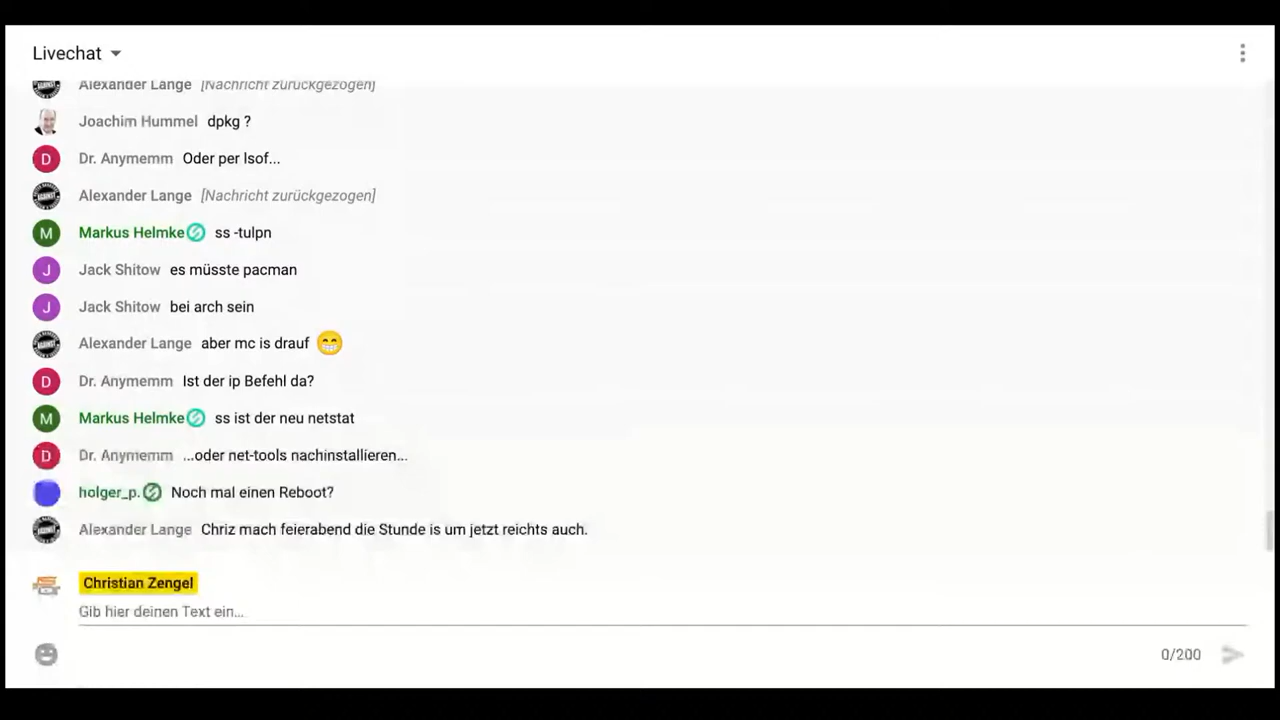 Livechat
Alexander Lange [Nachricht zurückgezogen]
Joachim Hummel dpkg ?
D Dr. Anymemm Oder per lsof...
Alexander Lange [Nachricht zurückgezogen]
M Markus Helmke ss -tulpn
J Jack Shitow es müsste pacman
J Jack Shitow bei arch sein
Alexander Lange aber mc is drauf 😁
D Dr. Anymemm Ist der ip Befehl da?
M Markus Helmke ss ist der neu netstat
D Dr. Anymemm ...oder net-tools nachinstallieren...
holger_p. Noch mal einen Reboot?
Alexander Lange Chriz mach feierabend die Stunde is um jetzt reichts auch.
Christian Zengel
Gib hier deinen Text ein...
0/200